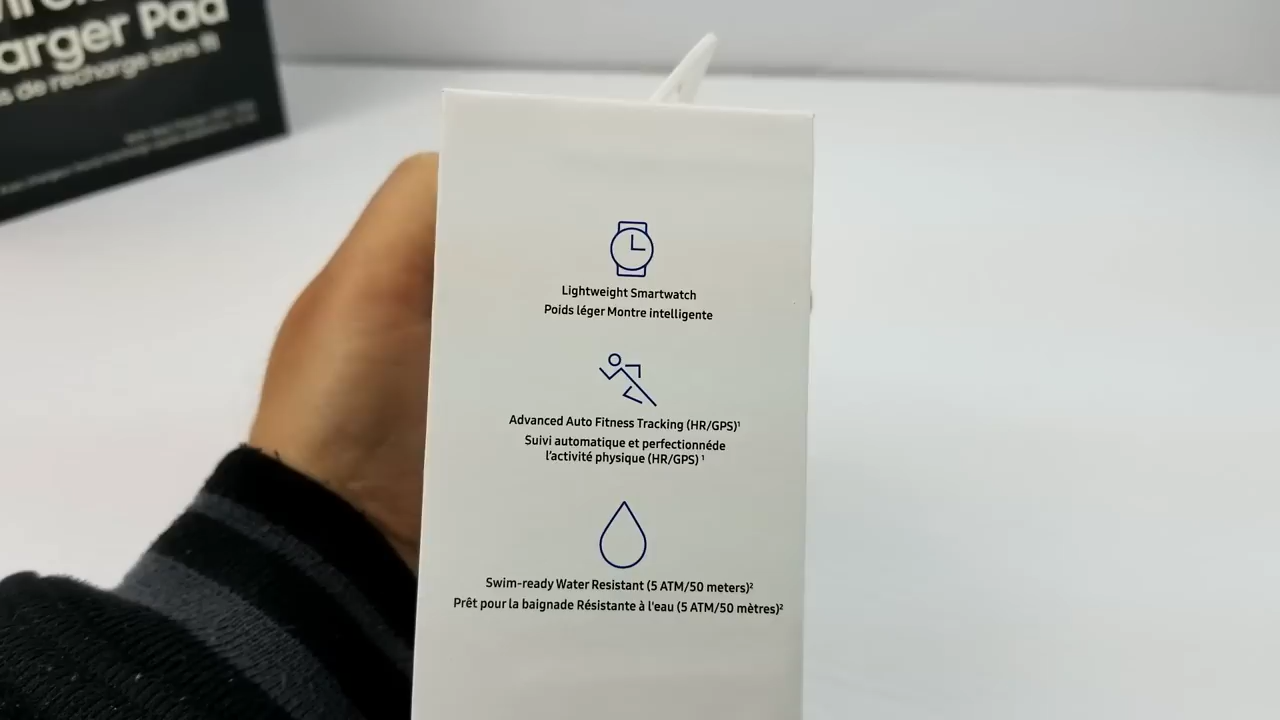 arger Pad
de recharge sans fil
Lightweight Smartwatch
Poids léger Montre intelligente
Advanced Auto Fitness Tracking (HR/GPS)¹
Suivi automatique et perfectionnéde
l'activité physique (HR/GPS) ¹
Swim-ready Water Resistant (5 ATM/50 meters)²
Prêt pour la baignade Résistante à l'eau (5 ATM/50 mètres)²